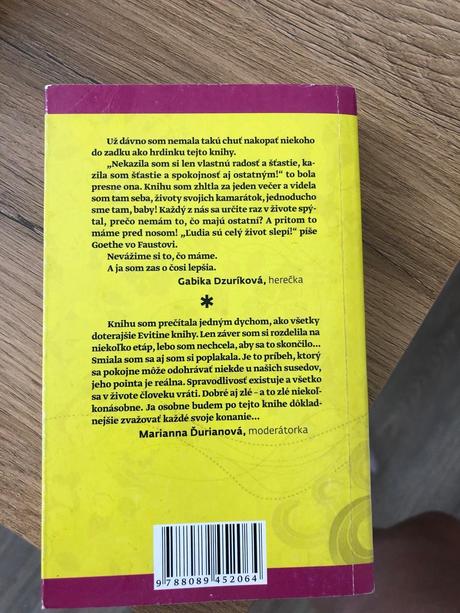 Už dávno som nemala takú chuť nakopať niekoho
do zadku ako hrdinku tejto knihy.
„Nekazila som si len vlastnú radosť a šťastie, ka-
zila som šťastie a spokojnosť aj ostatným!“ to bola
presne ona. Knihu som zhltla za jeden večer a videla
som tam seba, životy svojich kamarátok, jednoducho
sme tam, baby! Každý z nás sa určite raz v živote spý-
tal, prečo nemám to, čo majú ostatní? A pritom to
máme pred nosom! „Ľudia sú celý život slepí!“ píše
Goethe vo Faustovi.
Nevážime si to, čo máme.
A ja som zas o čosi lepšia.
Gabika Dzuríková, herečka
*
Knihu som prečítala jedným dychom, ako všetky
doterajšie Evitine knihy. Len záver som si rozdelila na
niekoľko etáp, lebo som nechcela, aby sa to skončilo...
Smiala som sa aj som si poplakala. Je to príbeh, ktorý
sa pokojne môže odohrávať niekde u našich susedov,
jeho pointa je reálna. Spravodlivosť existuje a všetko
sa v živote človeku vráti. Dobré aj zlé – a to zlé niekoľ-
konásobne. Ja osobne budem po tejto knihe dôklad-
nejšie zvažovať každé svoje konanie...
Marianna Ďurianová, moderátorka
9 788089 452064